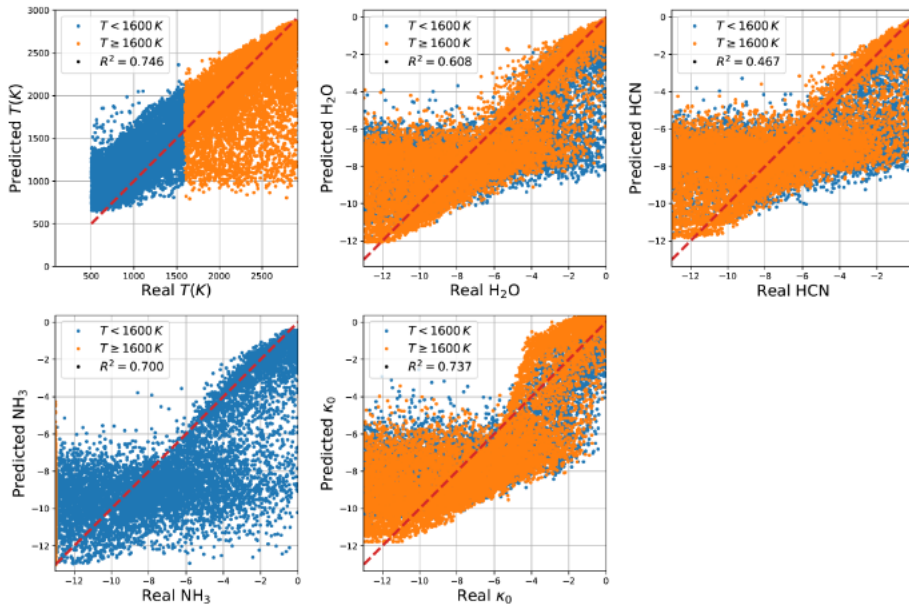 3000
2500
2000
1500
1000
500
0
500 1000 1500 2000 2500
Predicted T(K)
Real T(K)
T < 1600 K
T ≥ 1600 K
R² = 0.746
0
−2
−4
−6
−8
−10
−12
−12 −10 −8 −6 −4 −2 0
Predicted H₂O
Real H₂O
T < 1600 K
T ≥ 1600 K
R² = 0.608
0
−2
−4
−6
−8
−10
−12
−12 −10 −8 −6 −4 −2
Predicted HCN
Real HCN
T < 1600 K
T ≥ 1600 K
R² = 0.467
0
−2
−4
−6
−8
−10
−12
−12 −10 −8 −6 −4 −2 0
Predicted NH₃
Real NH₃
T < 1600 K
T ≥ 1600 K
R² = 0.700
0
−2
−4
−6
−8
−10
−12
−12 −10 −8 −6 −4 −2 0
Predicted κ₀
Real κ₀
T < 1600 K
T ≥ 1600 K
R² = 0.737